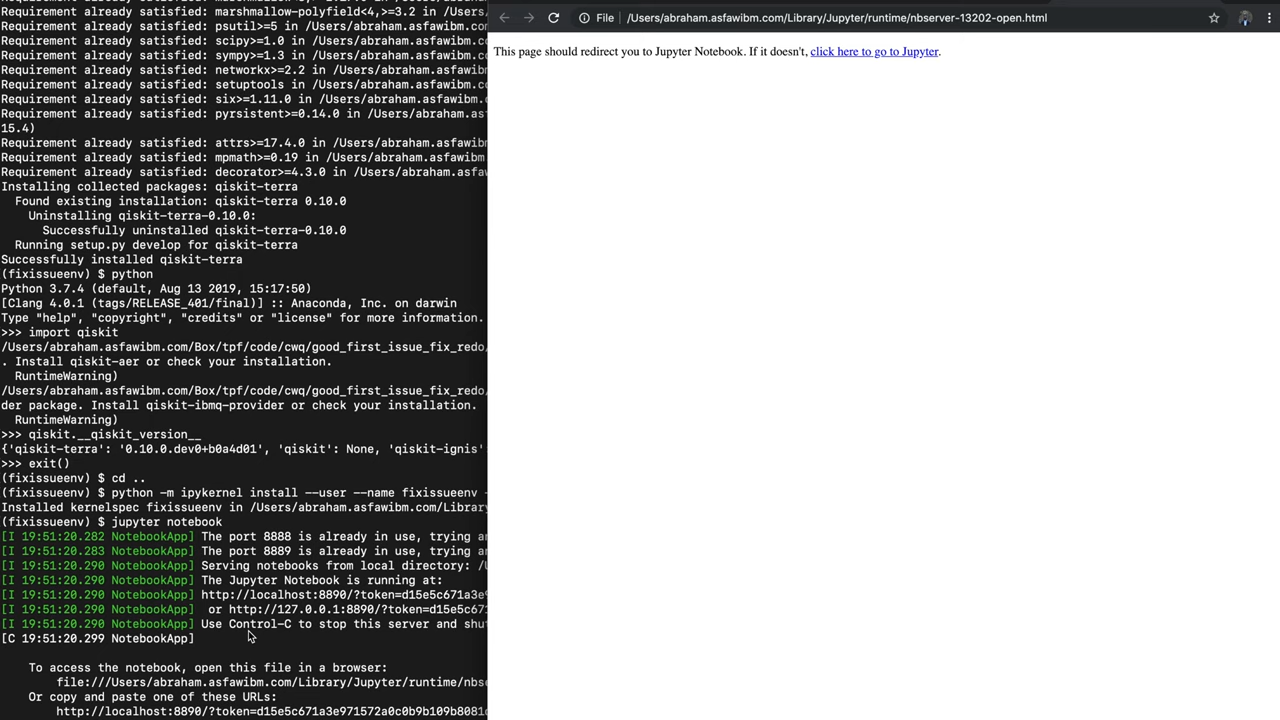 Requirement already satisfied: marshmallow-polyfield<4,>=3.2 in /Users/
Requirement already satisfied: psutil>=5 in /Users/abraham.asfawibm.com/
Requirement already satisfied: scipy>=1.0 in /Users/abraham.asfawibm.com
Requirement already satisfied: sympy>=1.3 in /Users/abraham.asfawibm.com
Requirement already satisfied: networkx>=2.2 in /Users/abraham.asfawibm.
Requirement already satisfied: setuptools in /Users/abraham.asfawibm.com
Requirement already satisfied: six>=1.11.0 in /Users/abraham.asfawibm.c
Requirement already satisfied: pyrsistent>=0.14.0 in /Users/abraham.asf
15.4)
Requirement already satisfied: attrs>=17.4.0 in /Users/abraham.asfawibm
Requirement already satisfied: mpmath>=0.19 in /Users/abraham.asfawibm.
Requirement already satisfied: decorator>=4.3.0 in /Users/abraham.asfaw
Installing collected packages: qiskit-terra
Found existing installation: qiskit-terra 0.10.0
Uninstalling qiskit-terra-0.10.0:
Successfully uninstalled qiskit-terra-0.10.0
Running setup.py develop for qiskit-terra
Successfully installed qiskit-terra
(fixissueenv) $ python
Python 3.7.4 (default, Aug 13 2019, 15:17:50)
[Clang 4.0.1 (tags/RELEASE_401/final)] :: Anaconda, Inc. on darwin
Type "help", "copyright", "credits" or "license" for more information.
>>> import qiskit
/Users/abraham.asfawibm.com/Box/tpf/code/cwq/good_first_issue_fix_redo/
. Install qiskit-aer or check your installation.
RuntimeWarning)
/Users/abraham.asfawibm.com/Box/tpf/code/cwq/good_first_issue_fix_redo/
der package. Install qiskit-ibmq-provider or check your installation.
RuntimeWarning)
>>> qiskit.__qiskit_version__
{'qiskit-terra': '0.10.0.dev0+b0a4d01', 'qiskit': None, 'qiskit-ignis'
>>> exit()
(fixissueenv) $ cd ..
(fixissueenv) $ python -m ipykernel install --user --name fixissueenv -
Installed kernelspec fixissueenv in /Users/abraham.asfawibm.com/Library
(fixissueenv) $ jupyter notebook
[I 19:51:20.282 NotebookApp] The port 8888 is already in use, trying an
[I 19:51:20.283 NotebookApp] The port 8889 is already in use, trying an
[I 19:51:20.290 NotebookApp] Serving notebooks from local directory: /U
[I 19:51:20.290 NotebookApp] The Jupyter Notebook is running at:
[I 19:51:20.290 NotebookApp] http://localhost:8890/?token=d15e5c671a3e9
[I 19:51:20.290 NotebookApp] or http://127.0.0.1:8890/?token=d15e5c67
[I 19:51:20.290 NotebookApp] Use Control-C to stop this server and shut
[C 19:51:20.299 NotebookApp]
To access the notebook, open this file in a browser:
file:///Users/abraham.asfawibm.com/Library/Jupyter/runtime/nbse
Or copy and paste one of these URLs:
http://localhost:8890/?token=d15e5c671a3e971572a0c0b9b109b8081
File /Users/abraham.asfawibm.com/Library/Jupyter/runtime/nbserver-13202-open.html
This page should redirect you to Jupyter Notebook. If it doesn't, click here to go to Jupyter.